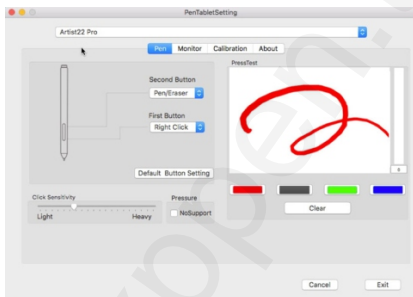 PenTabletSetting
Artist22 Pro
Pen Monitor Calibration About
PressTest
Second Button
Pen/Eraser
First Button
Right Click
Default Button Setting
Click Sensitivity
Light Heavy
Pressure
NoSupport
Clear
Cancel Exit